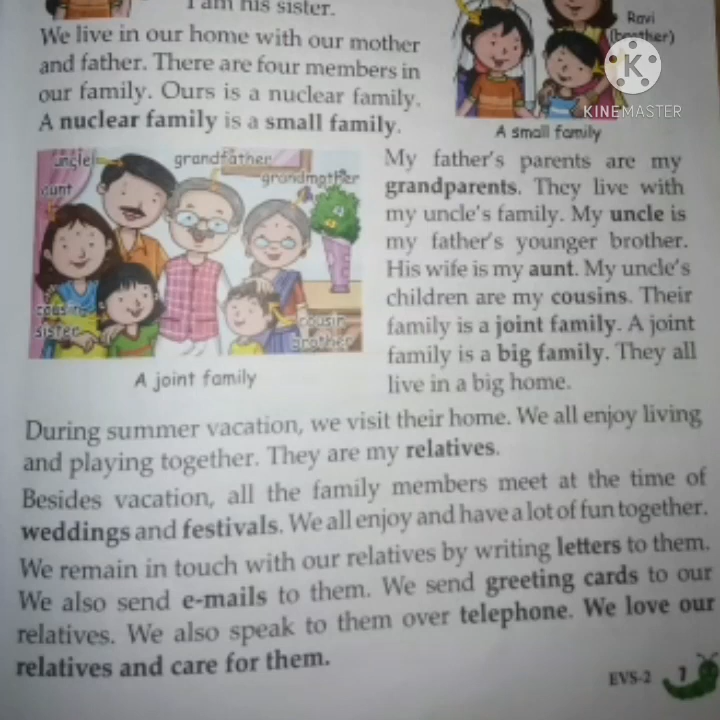 I am his sister.
We live in our home with our mother
and father. There are four members in
our family. Ours is a nuclear family.
A nuclear family is a small family.
Ravi
(brother)
K
KINEMASTER
A small family
uncle
grandfather
grandmother
aunt
cousin
sister
cousin
brother
A joint family
My father's parents are my
grandparents. They live with
my uncle's family. My uncle is
my father's younger brother.
His wife is my aunt. My uncle's
children are my cousins. Their
family is a joint family. A joint
family is a big family. They all
live in a big home.
During summer vacation, we visit their home. We all enjoy living
and playing together. They are my relatives.
Besides vacation, all the family members meet at the time of
weddings and festivals. We all enjoy and have a lot of fun together.
We remain in touch with our relatives by writing letters to them.
We also send e-mails to them. We send greeting cards to our
relatives. We also speak to them over telephone. We love our
relatives and care for them.
EVS-2